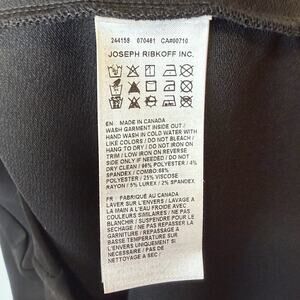 244158 070461 CA#00710
JOSEPH RIBKOFF INC.
EN MADE IN CANADA
WASH GARMENT INSIDE OUT /
HAND WASH IN COLD WATER WITH
LIKE COLORS / DO NOT BLEACH /
HANG TO DRY / DO NOT IRON ON
TRIM / LOW IRON ON REVERSE
SIDE ONLY IF NEEDED / DO NOT
DRY CLEAN / 96% POLYESTER / 4%
SPANDEX / COMBO:68%
POLYESTER / 25% VISCOSE
RAYON / 5% LUREX / 2% SPANDEX
FR FABRIQUÉ AU CANADA
LAVER SUR L'ENVERS / LAVAGE À
LA MAIN A L'EAU FROIDE AVEC
COULEURS SIMILAIRES / NE PAS
BLANCHIR / SUSPENDRE POUR LE
SECHAGE / NE PAS REPASSER LA
GARNITURE / REPASSAGE À
BASSE TEMPERATURE SUR
L'ENVERS UNIQUEMENT SI
NECESSAIRE / PAS DE
NETTOYAGE A SEC /